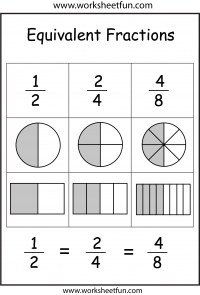 www.worksheetfun.com
Equivalent Fractions
1/2 2/4 4/8
1/2 = 2/4 = 4/8
www.worksheetfun.com